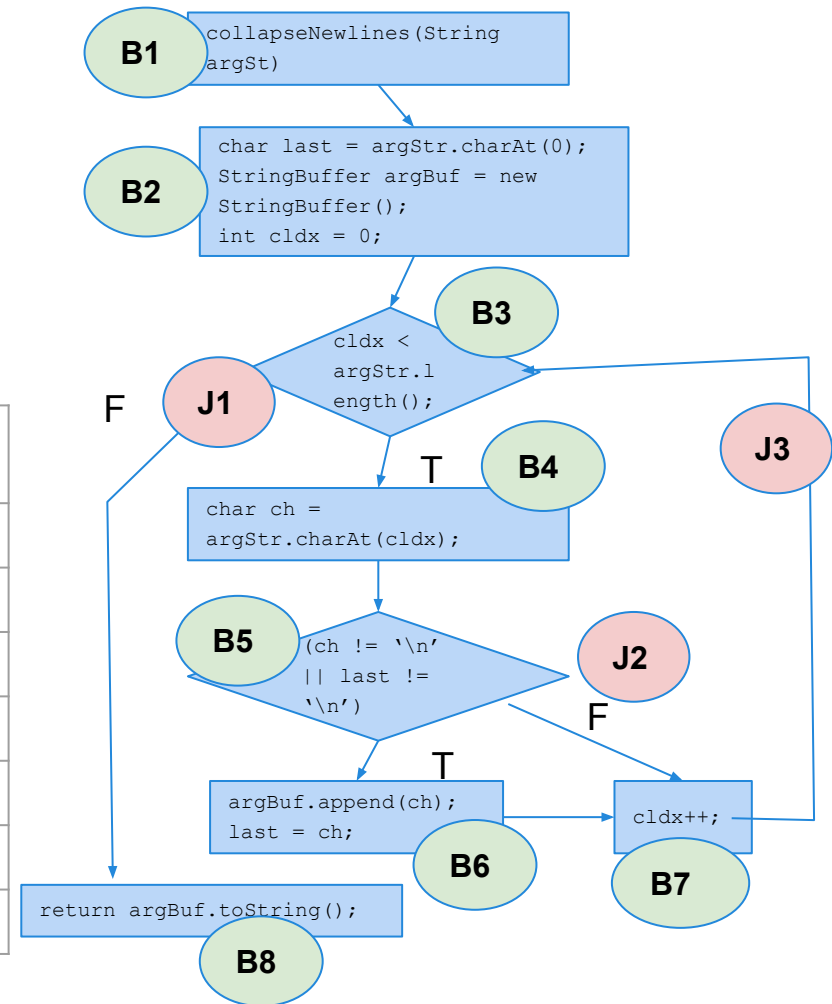 B1
collapseNewlines(String
argSt)
B2
char last = argStr.charAt(0);
StringBuffer argBuf = new
StringBuffer();
int cldx = 0;
B3
cldx <
argStr.l
ength();
J1
F
J3
T
B4
char ch =
argStr.charAt(cldx);
B5
(ch != ‘\n’
|| last !=
‘\n’)
J2
F
T
argBuf.append(ch);
last = ch;
cldx++;
B6
B7
return argBuf.toString();
B8